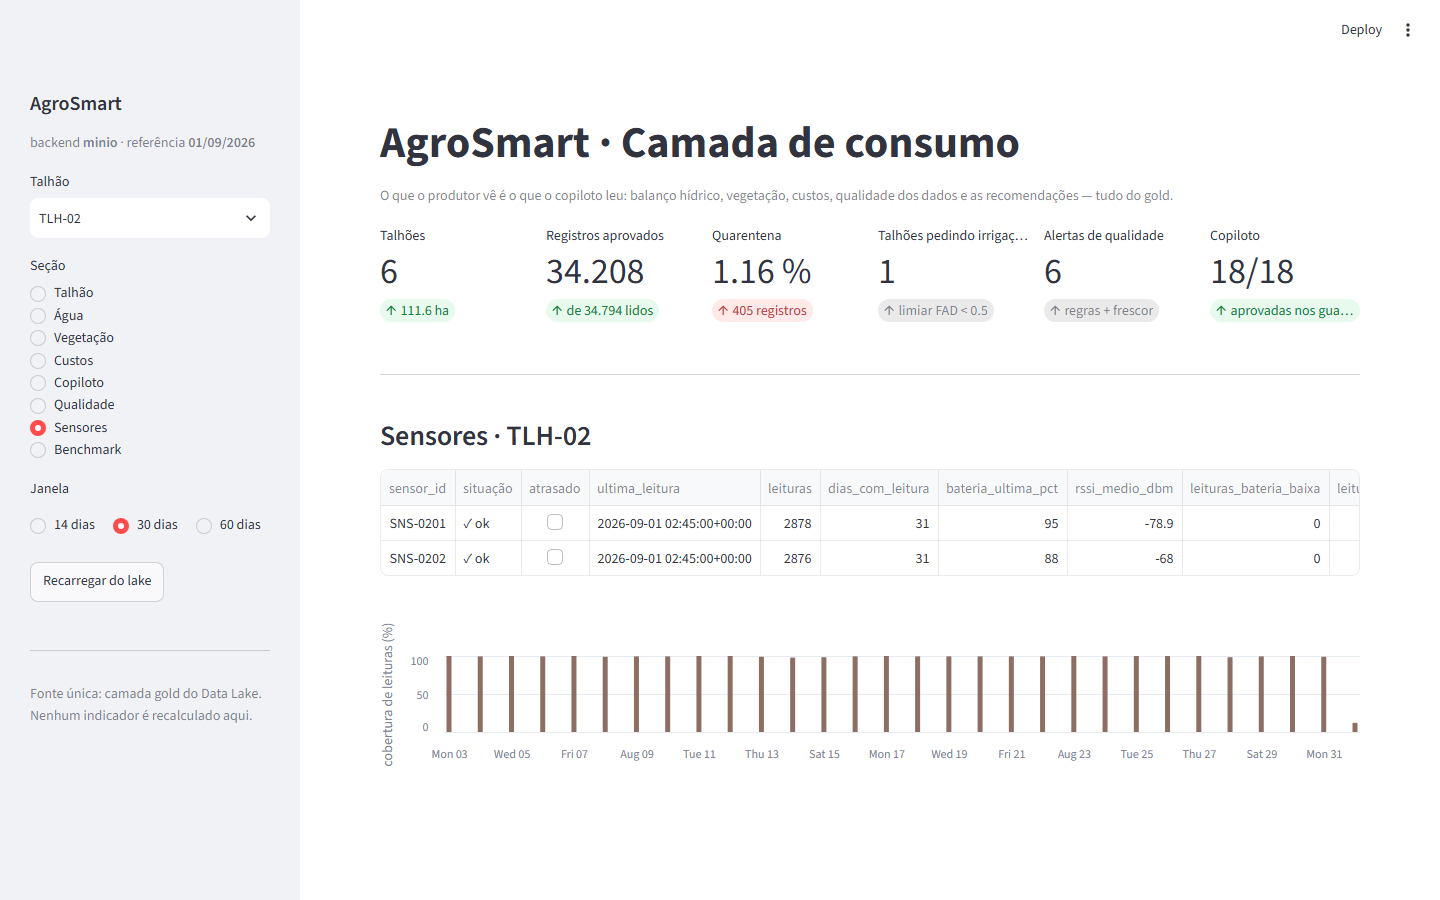 Deploy
AgroSmart
backend minio · referência 01/09/2026
Talhão
TLH-02
Seção
Talhão
Água
Vegetação
Custos
Copiloto
Qualidade
Sensores
Benchmark
Janela
14 dias 30 dias 60 dias
Recarregar do lake
Fonte única: camada gold do Data Lake.
Nenhum indicador é recalculado aqui.
AgroSmart · Camada de consumo
O que o produtor vê é o que o copiloto leu: balanço hídrico, vegetação, custos, qualidade dos dados e as recomendações — tudo do gold.
Talhões Registros aprovados Quarentena Talhões pedindo irrigaç… Alertas de qualidade Copiloto
6 34.208 1.16 % 1 6 18/18
↑ 111.6 ha ↑ de 34.794 lidos ↑ 405 registros ↑ limiar FAD < 0.5 ↑ regras + frescor ↑ aprovadas nos gua…
Sensores · TLH-02
sensor_id situação atrasado ultima_leitura leituras dias_com_leitura bateria_ultima_pct rssi_medio_dbm leituras_bateria_baixa leitu
SNS-0201 ✓ ok 2026-09-01 02:45:00+00:00 2878 31 95 -78.9 0
SNS-0202 ✓ ok 2026-09-01 02:45:00+00:00 2876 31 88 -68 0
cobertura de leituras (%)
100
50
0
Mon 03 Wed 05 Fri 07 Aug 09 Tue 11 Thu 13 Sat 15 Mon 17 Wed 19 Fri 21 Aug 23 Tue 25 Thu 27 Sat 29 Mon 31